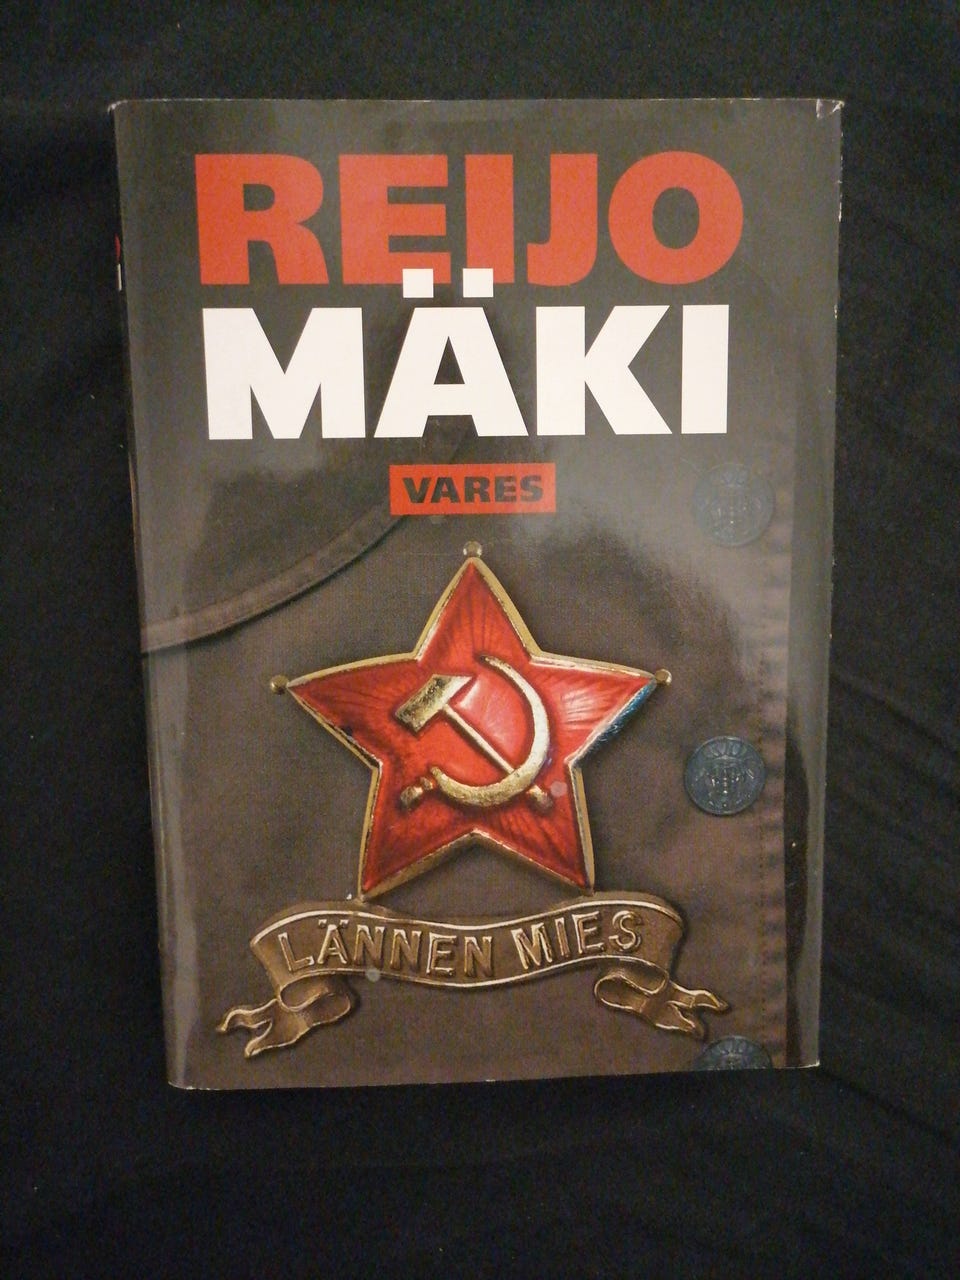 REIJO
MÄKI
VARES
LÄNNEN MIES